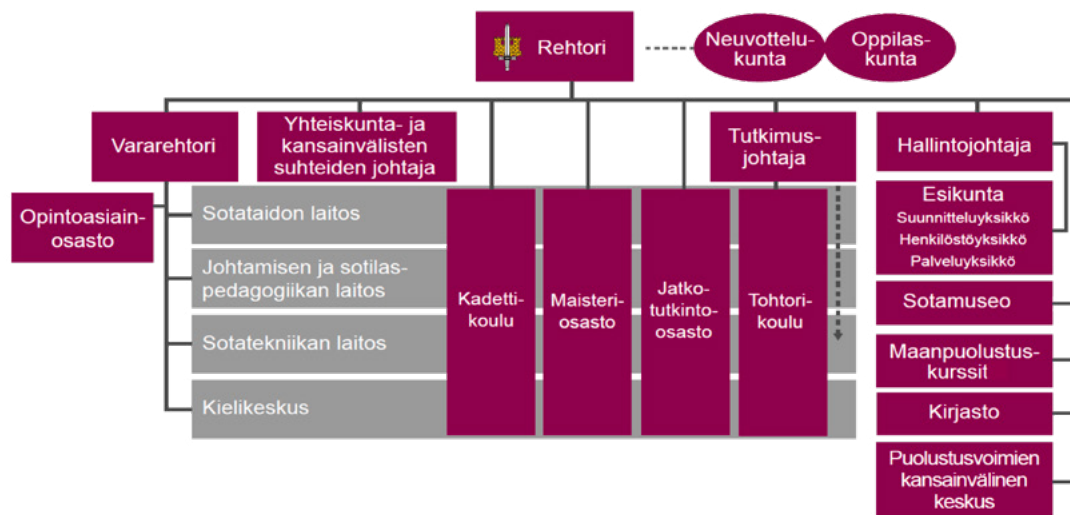 Rehtori
Neuvottelu-
kunta
Oppilas-
kunta
Vararehtori
Yhteiskunta- ja
kansainvälisten
suhteiden johtaja
Tutkimus-
johtaja
Hallintojohtaja
Opintoasiain-
osasto
Sotataidon laitos
Johtamisen ja sotilas-
pedagogiikan laitos
Sotatekniikan laitos
Kielikeskus
Kadetti-
koulu
Maisteri-
osasto
Jatko-
tutkinto-
osasto
Tohtori-
koulu
Esikunta
Suunnitteluyksikkö
Henkilöstöyksikkö
Palveluyksikkö
Sotamuseo
Maanpuolustus-
kurssit
Kirjasto
Puolustusvoimien
kansainvälinen
keskus